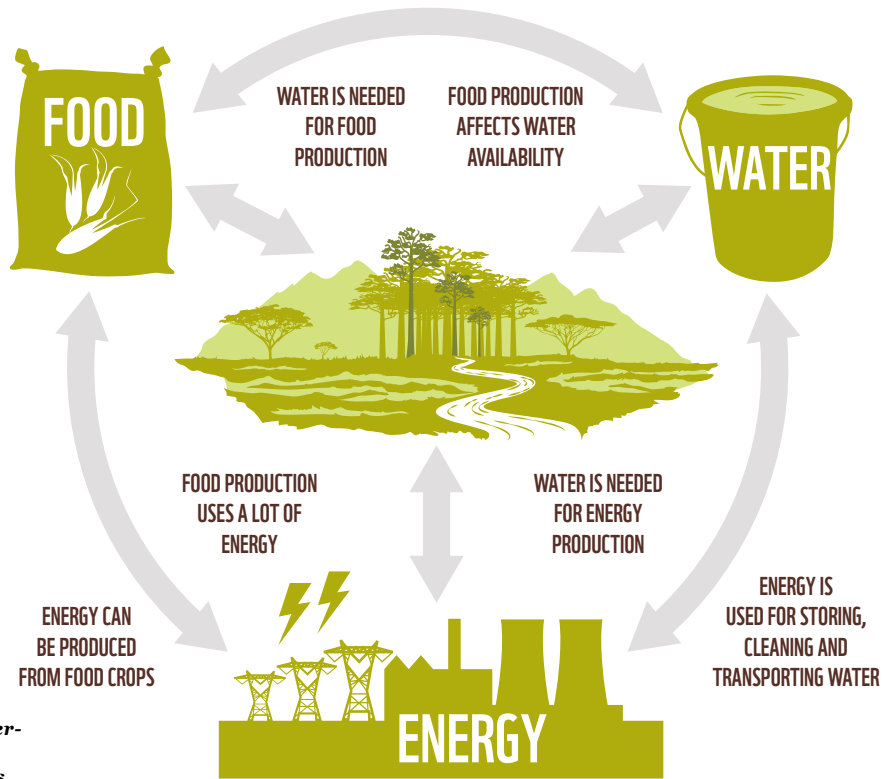 FOOD
WATER IS NEEDED
FOR FOOD
PRODUCTION
FOOD PRODUCTION
AFFECTS WATER
AVAILABILITY
WATER
FOOD PRODUCTION
USES A LOT OF
ENERGY
WATER IS NEEDED
FOR ENERGY
PRODUCTION
ENERGY CAN
BE PRODUCED
FROM FOOD CROPS
ENERGY IS
USED FOR STORING,
CLEANING AND
TRANSPORTING WATER
ENERGY
er-